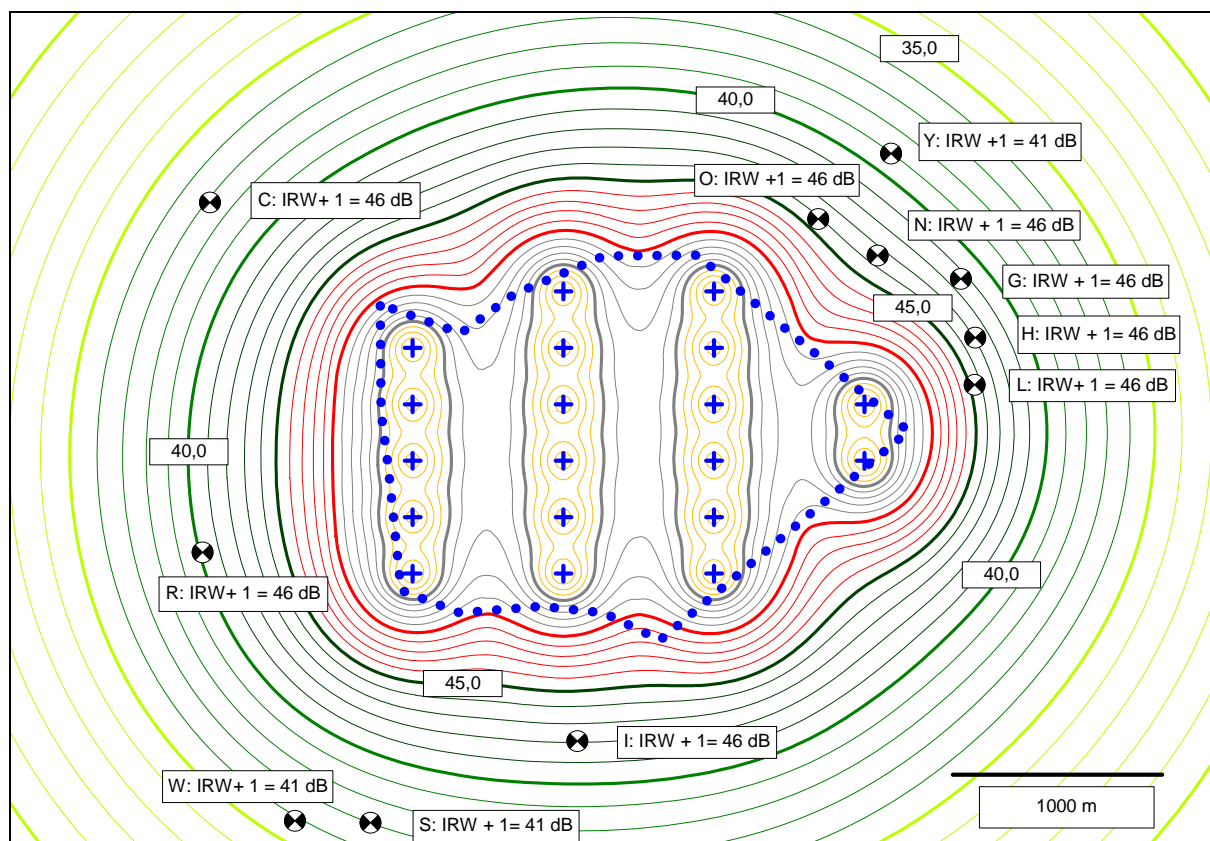 35,0
40,0
Y: IRW +1 = 41 dB
O: IRW +1 = 46 dB
C: IRW+ 1 = 46 dB
N: IRW + 1 = 46 dB
G: IRW + 1= 46 dB
45,0
H: IRW + 1= 46 dB
L: IRW+ 1 = 46 dB
40,0
40,0
R: IRW+ 1 = 46 dB
45,0
I: IRW + 1= 46 dB
W: IRW+ 1 = 41 dB
1000 m
S: IRW + 1= 41 dB